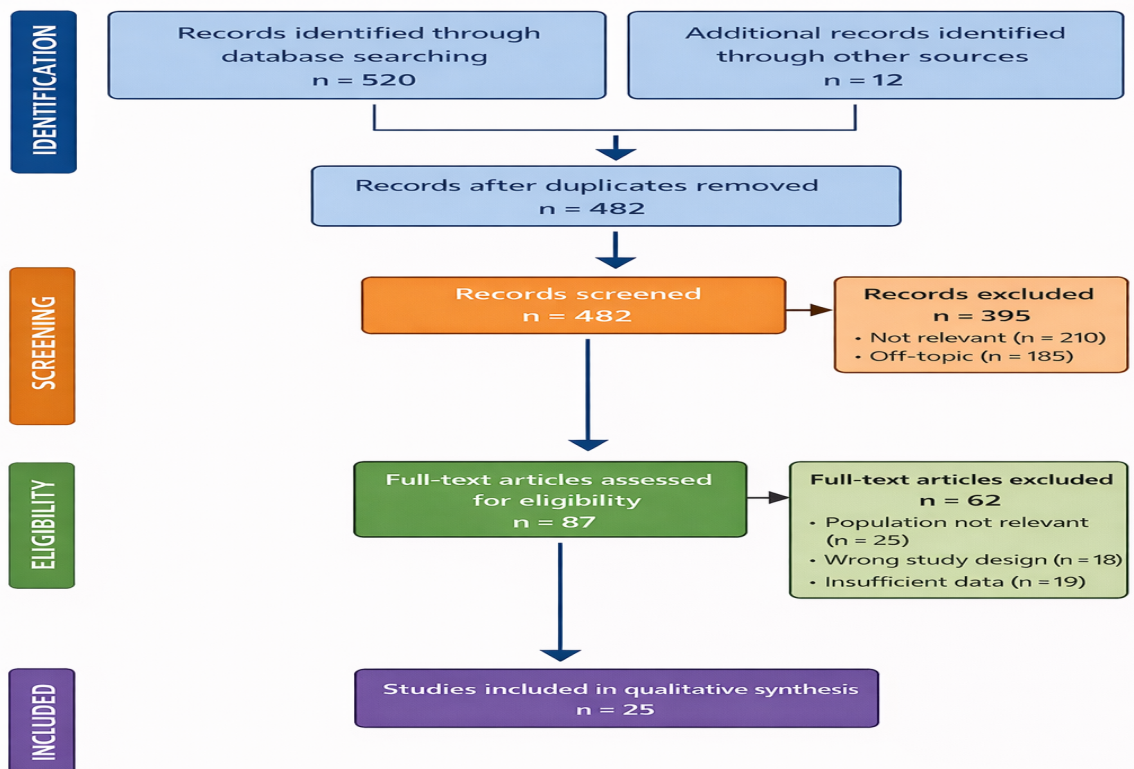 IDENTIFICATION
Records identified through
database searching
n = 520
Additional records identified
through other sources
n = 12
Records after duplicates removed
n = 482
SCREENING
Records screened
n = 482
Records excluded
n = 395
• Not relevant (n = 210)
• Off-topic (n = 185)
ELIGIBILITY
Full-text articles assessed
for eligibility
n = 87
Full-text articles excluded
n = 62
• Population not relevant
(n = 25)
• Wrong study design (n = 18)
• Insufficient data (n = 19)
INCLUDED
Studies included in qualitative synthesis
n = 25